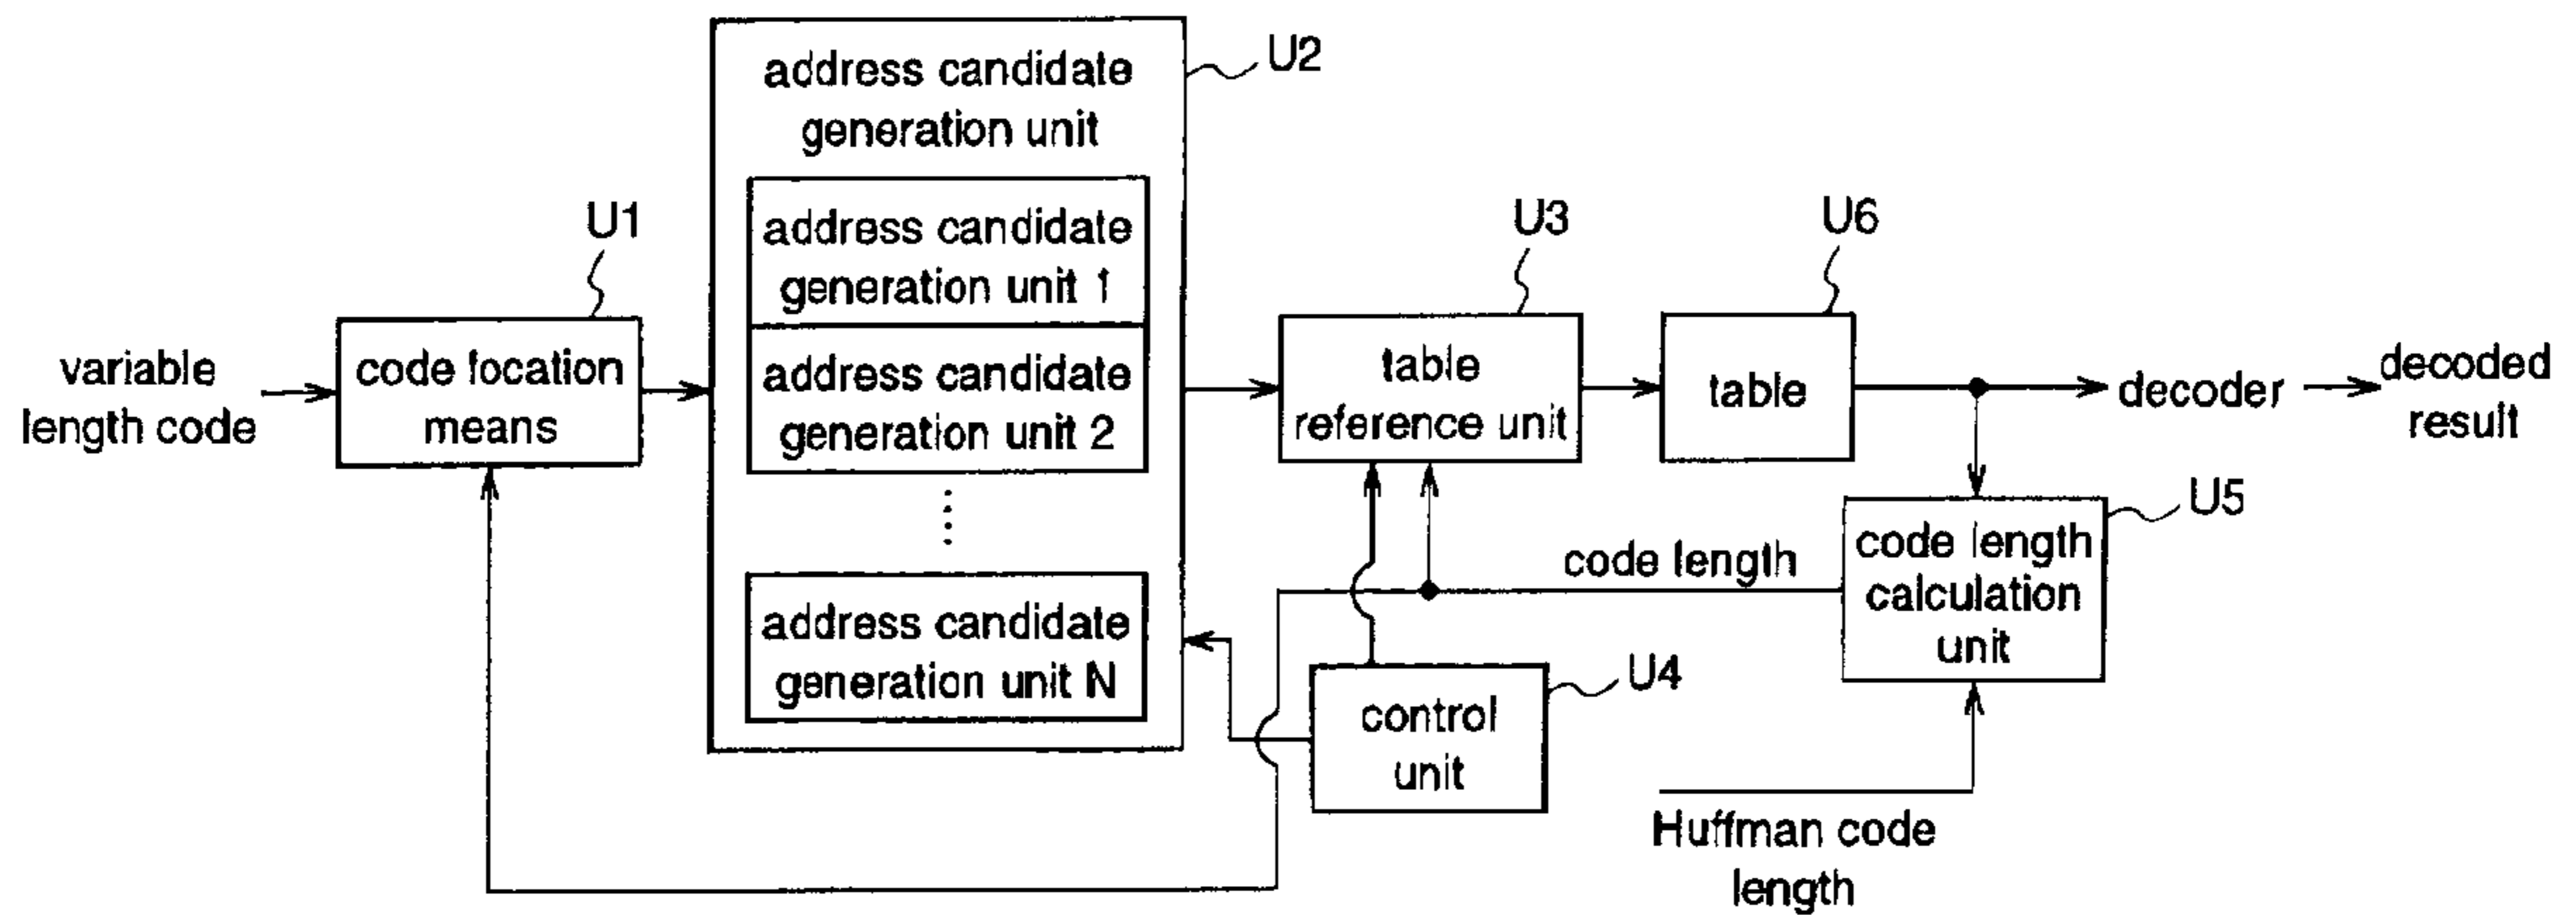 variable
length code
U1
code focation
means
U2
address candidate
generation unit
address candidate
generation unit 1
address candidate
generation unit 2
address candidate
generation unit N
U3
table
reference unit
U6
table
decoder
decoded
result
U5
code length
calculation
unit
code length
U4
control
unit
Huffman code
length